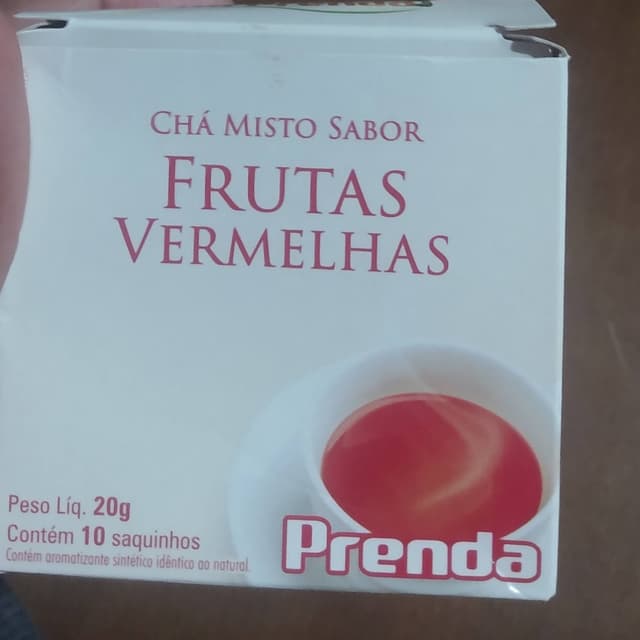 CHÁ MISTO SABOR
FRUTAS
VERMELHAS
Peso Líq. 20g
Contém 10 saquinhos
Contém aromatizante sintético idêntico ao natural.
Prenda